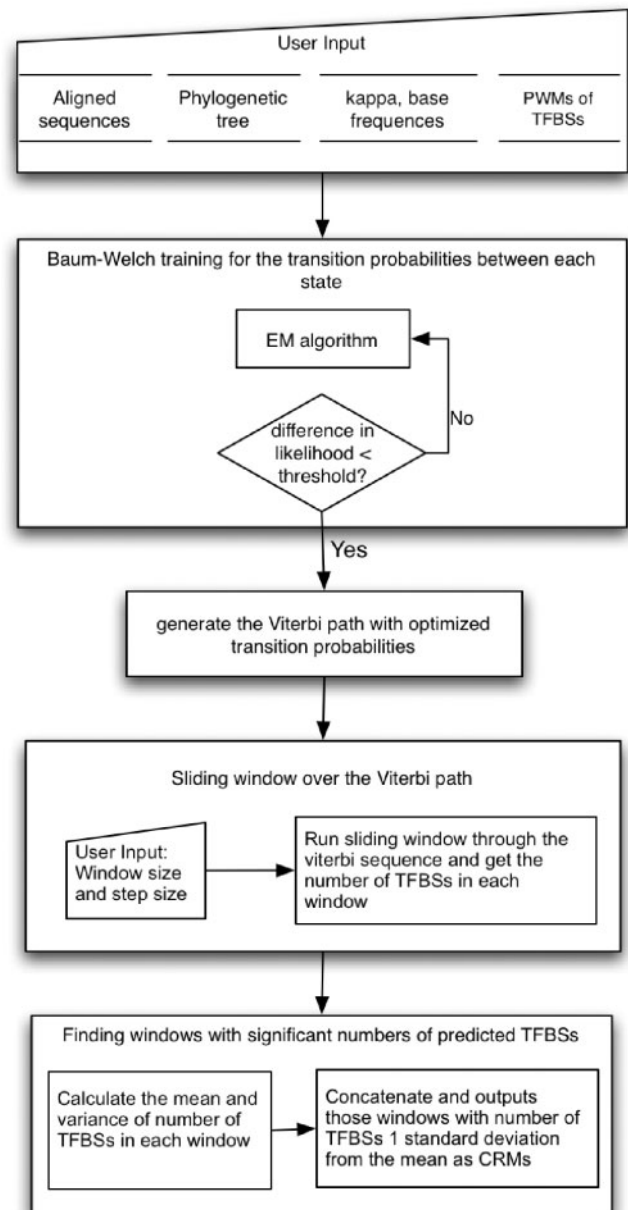 User Input
Aligned
sequences
Phylogenetic
tree
kappa, base
frequences
PWMs of
TFBSs
Baum-Welch training for the transition probabilities between each
state
EM algorithm
No
difference in
likelihood <
threshold?
Yes
generate the Viterbi path with optimized
transition probabilities
Sliding window over the Viterbi path
User Input:
Window size
and step size
Run sliding window through the
viterbi sequence and get the
number of TFBSs in each
window
Finding windows with significant numbers of predicted TFBSs
Calculate the mean and
variance of number of
TFBSs in each window
Concatenate and outputs
those windows with number of
TFBSs 1 standard deviation
from the mean as CRMs